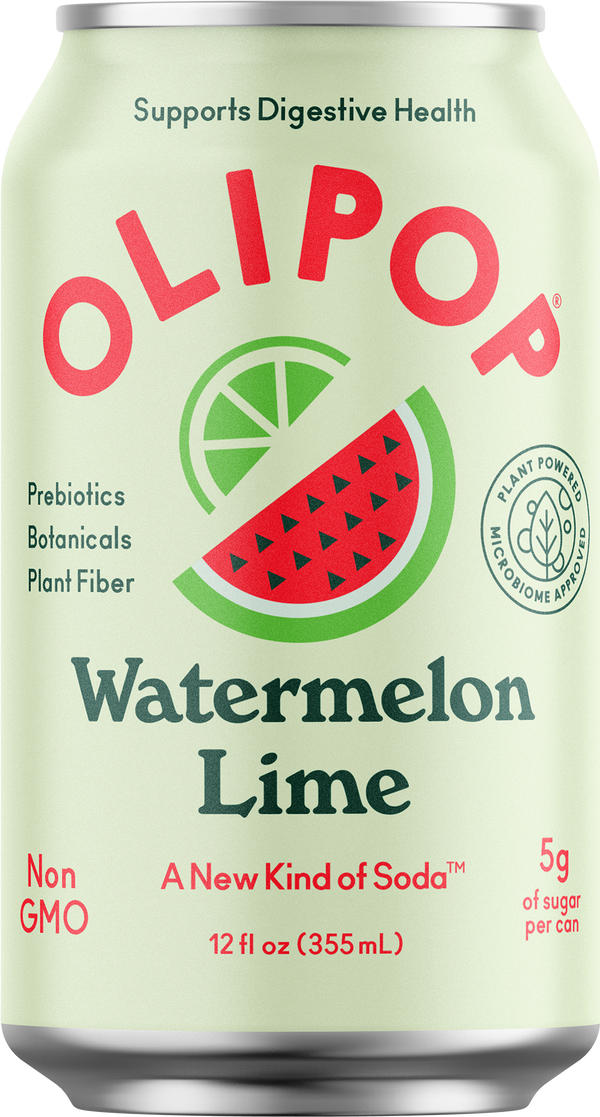 Supports Digestive Health
OLIPOP®
Prebiotics
Botanicals
Plant Fiber
PLANT POWERED
MICROBIOME APPROVED
Watermelon
Lime
Non
GMO
A New Kind of Soda™
12 fl oz (355 mL)
5g
of sugar
per can